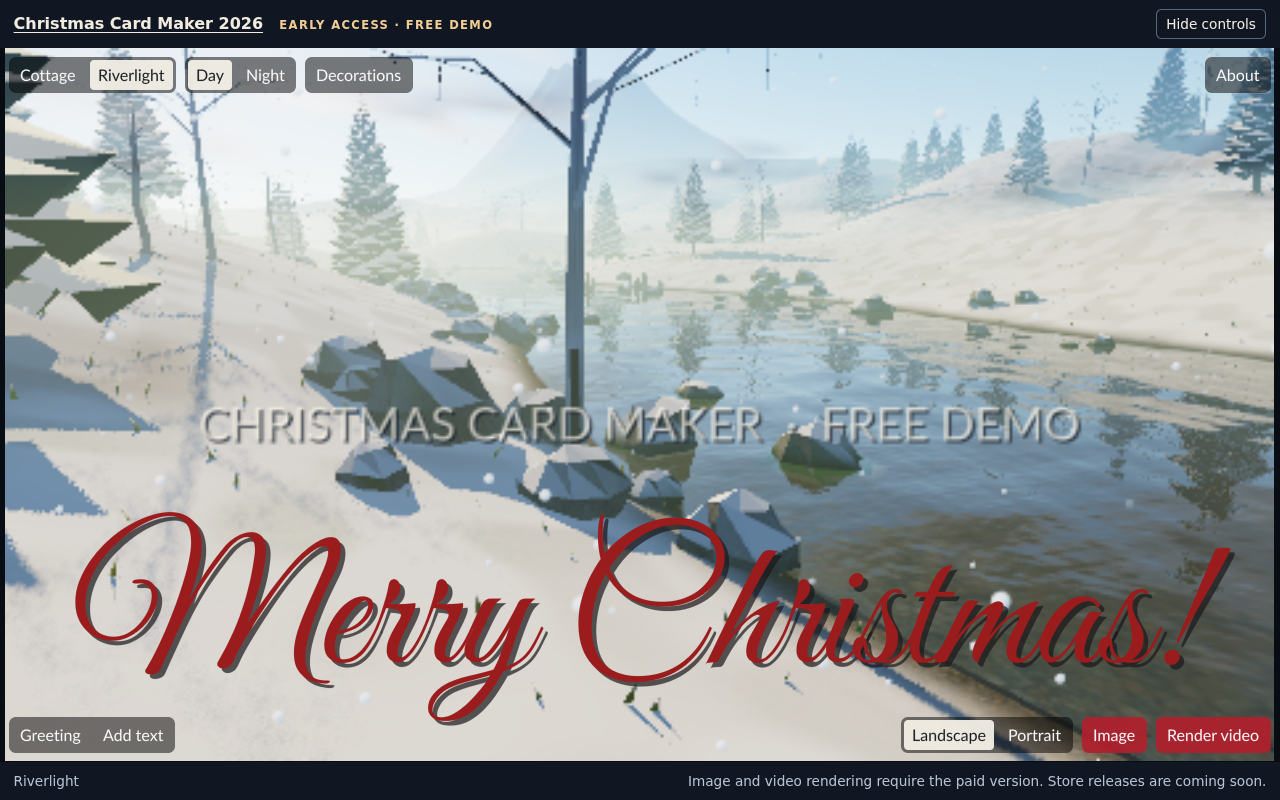 Christmas Card Maker 2026 EARLY ACCESS · FREE DEMO Hide controls
Cottage Riverlight Day Night Decorations About
CHRISTMAS CARD MAKER FREE DEMO
Merry Christmas!
Greeting Add text Landscape Portrait Image Render video
Riverlight Image and video rendering require the paid version. Store releases are coming soon.